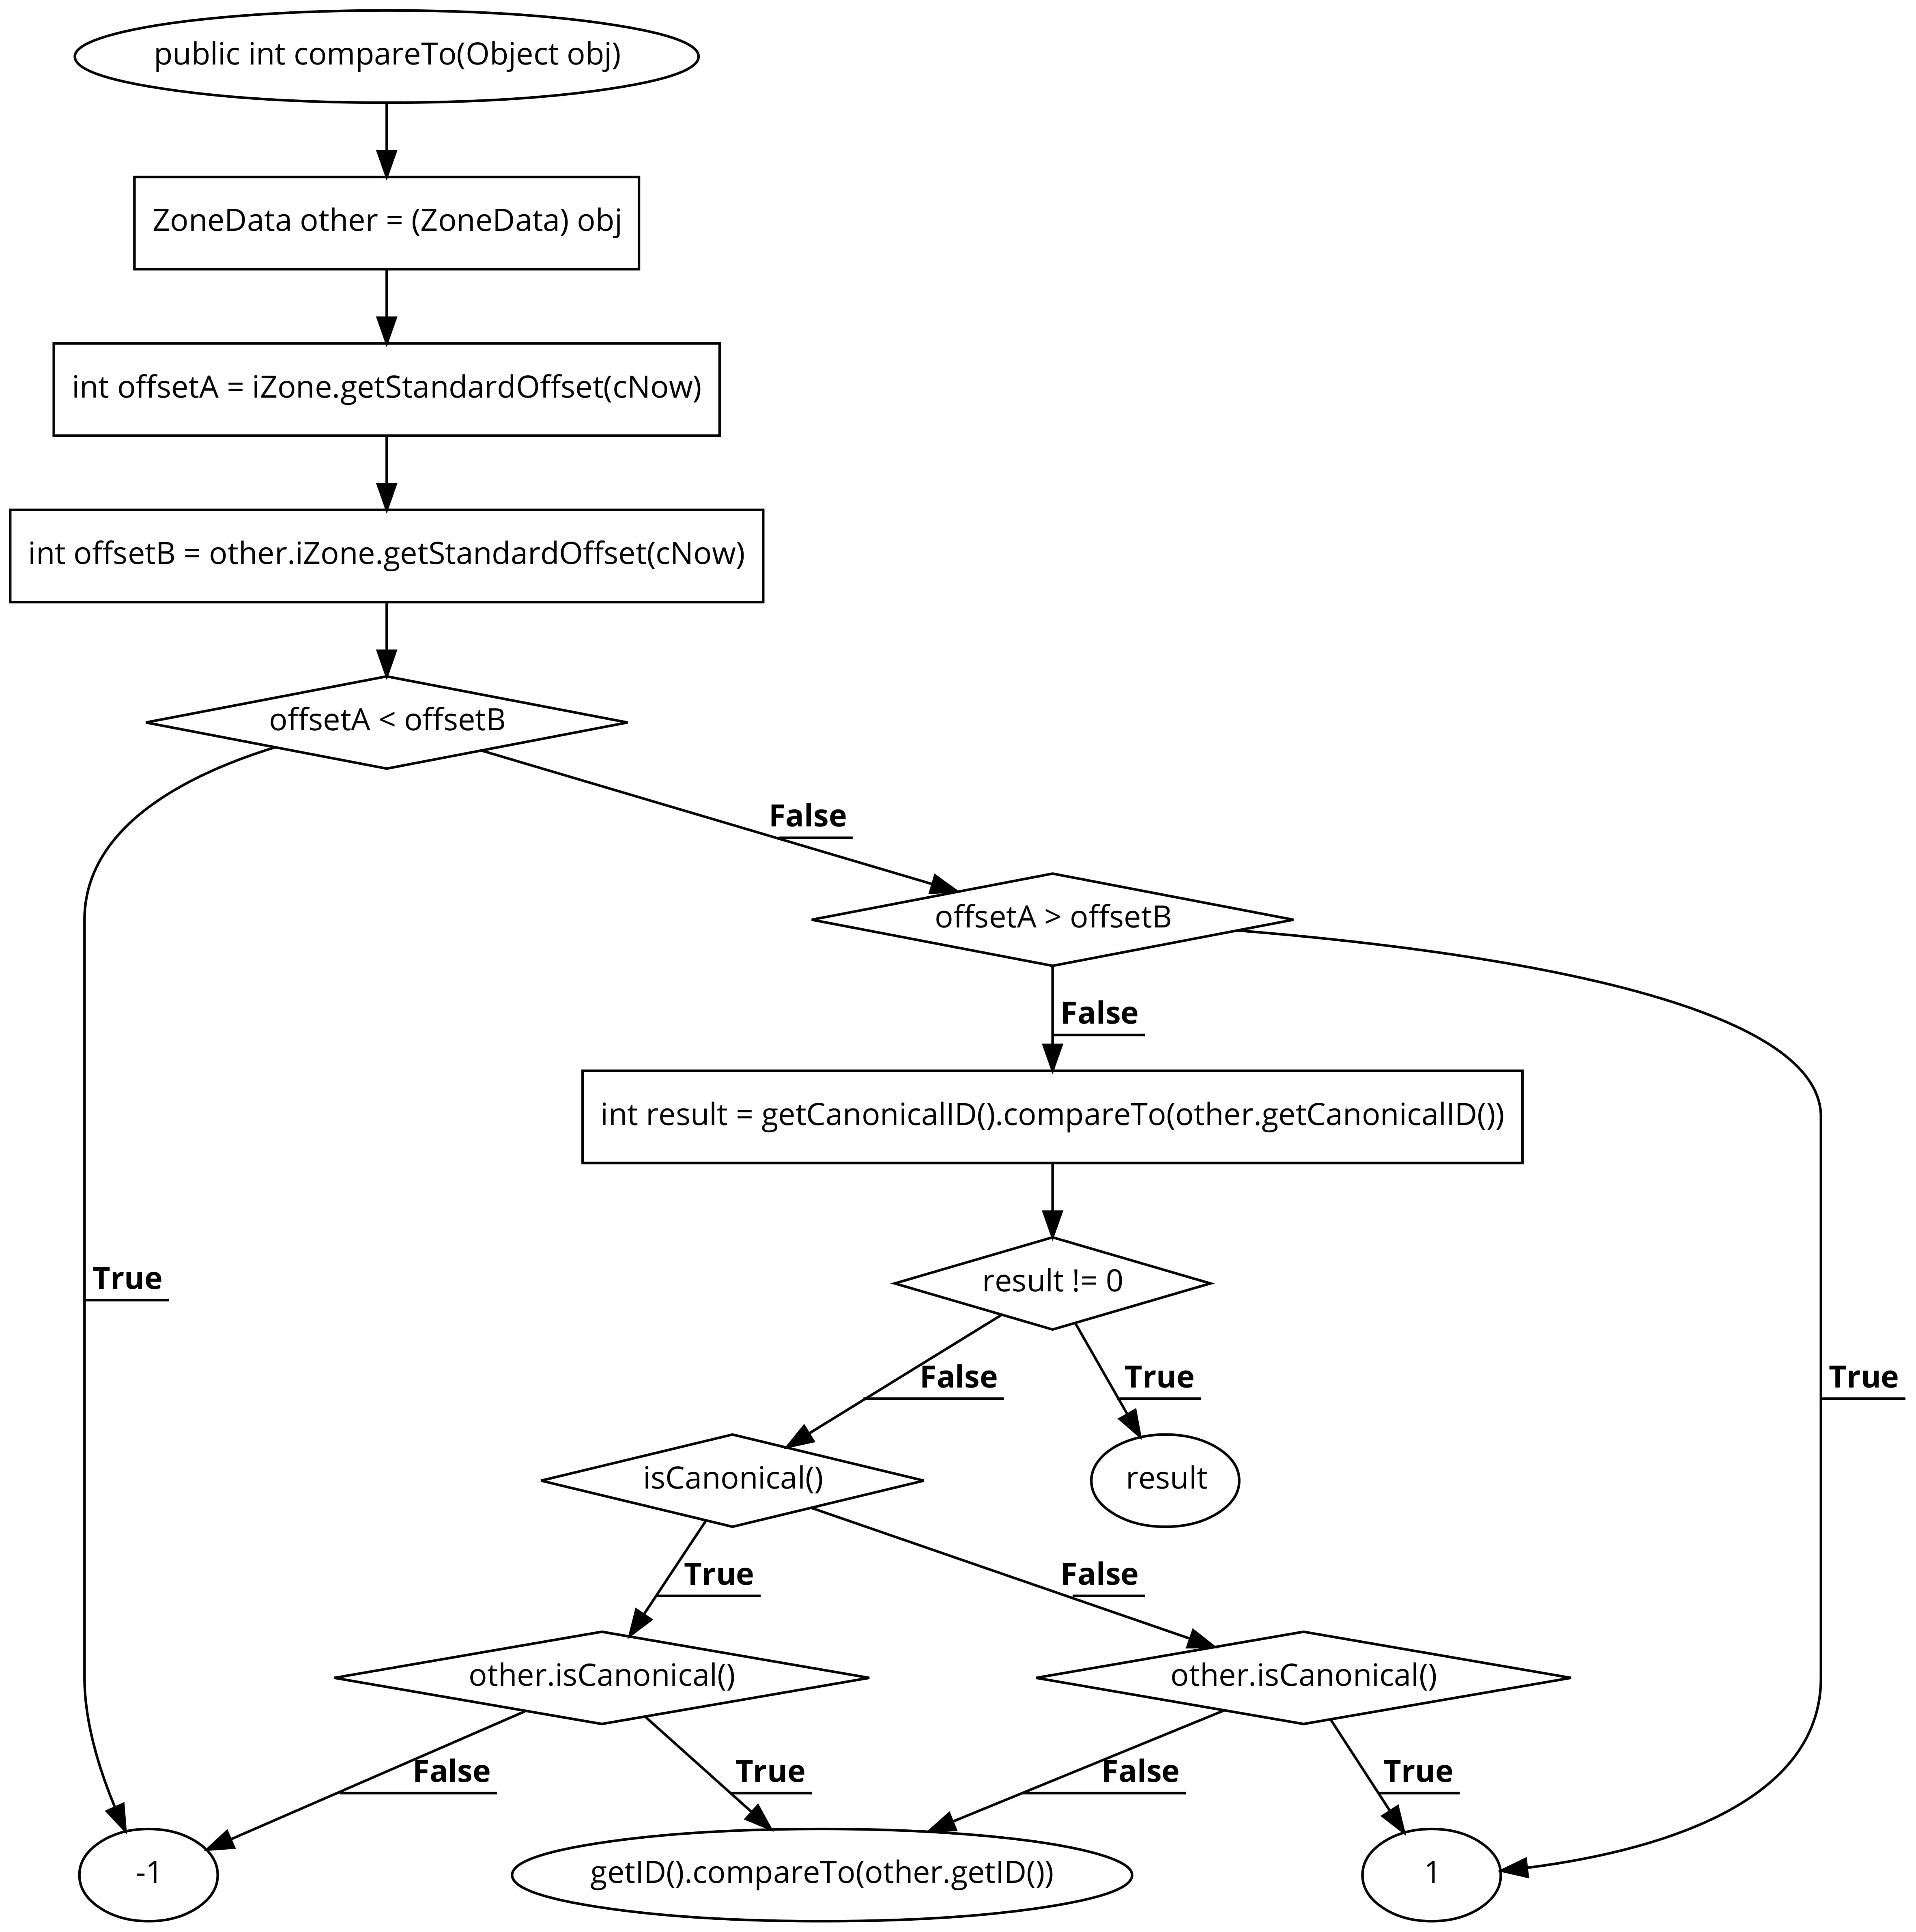 public int compareTo(Object obj)
ZoneData other = (ZoneData) obj
int offsetA = iZone.getStandardOffset(cNow)
int offsetB = other.iZone.getStandardOffset(cNow)
offsetA < offsetB
False
offsetA > offsetB
False
int result = getCanonicalID().compareTo(other.getCanonicalID())
True
result != 0
False
True
True
isCanonical()
result
True
False
other.isCanonical()
other.isCanonical()
False
True
False
True
-1
getID().compareTo(other.getID())
1